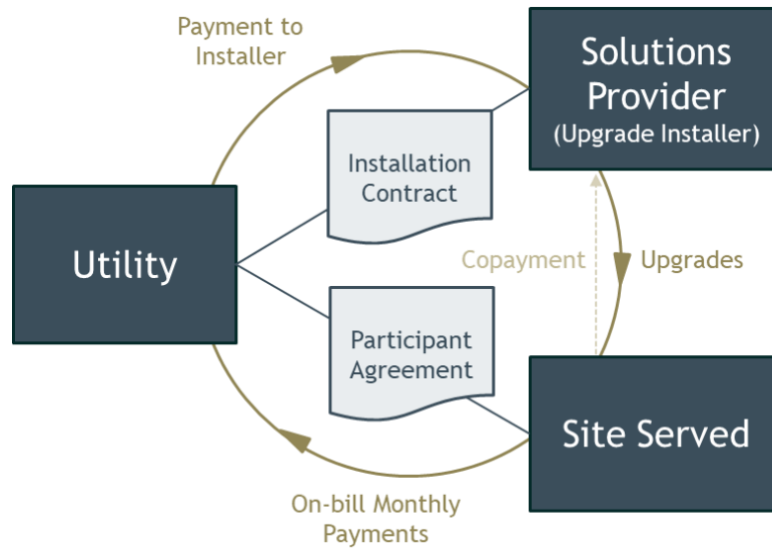 Payment to
Installer
Solutions
Provider
(Upgrade Installer)
Installation
Contract
Utility
Copayment
Upgrades
Participant
Agreement
Site Served
On-bill Monthly
Payments